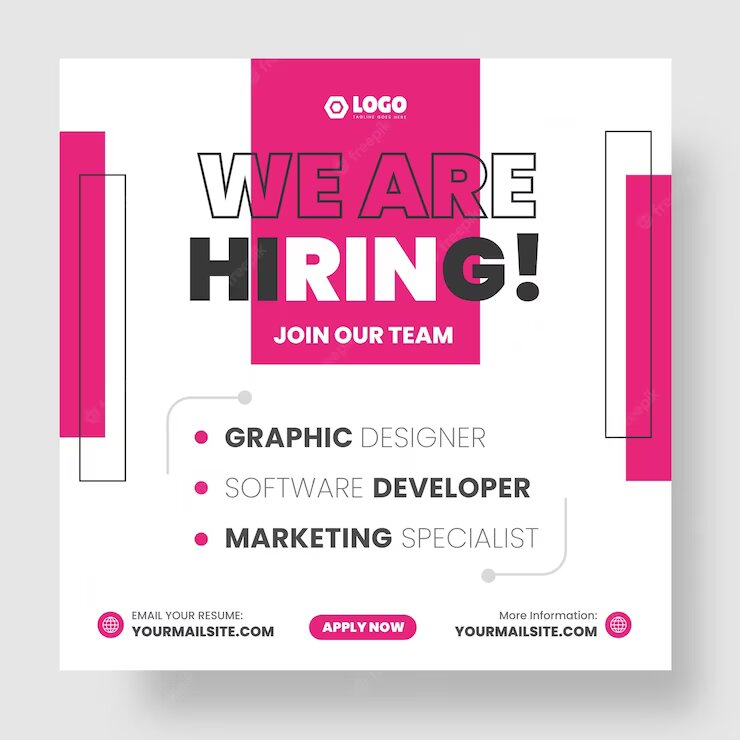 LOGO
TAGLINE GOES HERE
WE ARE
HIRING!
JOIN OUR TEAM
GRAPHIC DESIGNER
SOFTWARE DEVELOPER
MARKETING SPECIALIST
EMAIL YOUR RESUME:
YOURMAILSITE.COM
APPLY NOW
More Information:
YOURMAILSITE.COM
freepik